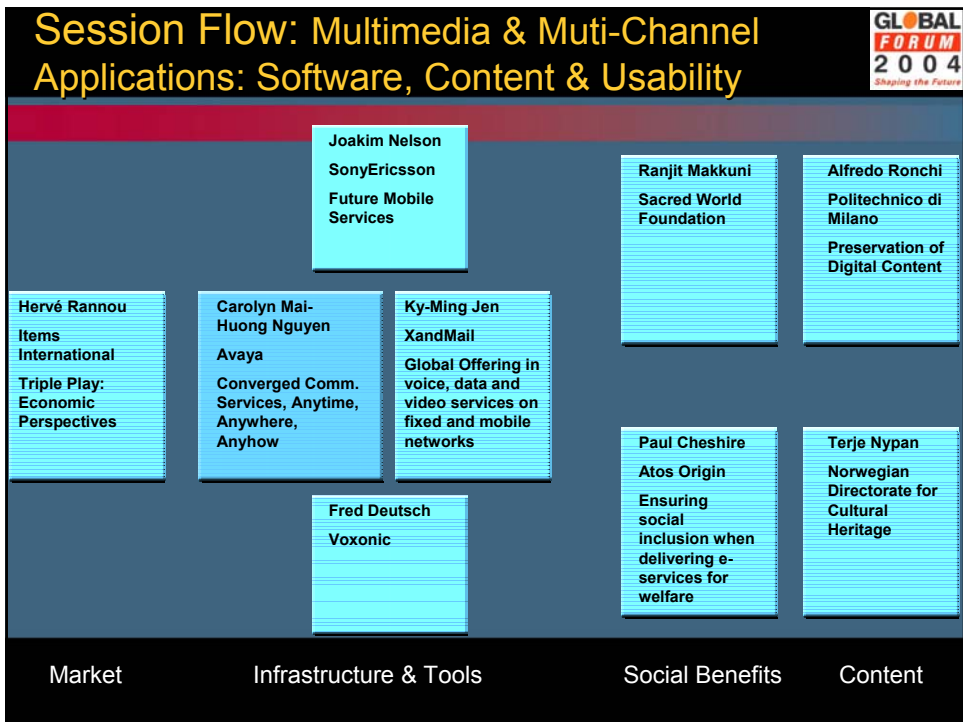 Session Flow: Multimedia & Muti-Channel
Applications: Software, Content & Usability
GLOBAL
FORUM
2004
Shaping the Future
Joakim Nelson
SonyEricsson
Future Mobile
Services
Ranjit Makkuni
Sacred World
Foundation
Alfredo Ronchi
Politechnico di
Milano
Preservation of
Digital Content
Hervé Rannou
Items
International
Triple Play:
Economic
Perspectives
Carolyn Mai-
Huong Nguyen
Avaya
Converged Comm.
Services, Anytime,
Anywhere,
Anyhow
Ky-Ming Jen
XandMail
Global Offering in
voice, data and
video services on
fixed and mobile
networks
Paul Cheshire
Atos Origin
Ensuring
social
inclusion when
delivering e-
services for
welfare
Terje Nypan
Norwegian
Directorate for
Cultural
Heritage
Fred Deutsch
Voxonic
Market
Infrastructure & Tools
Social Benefits
Content